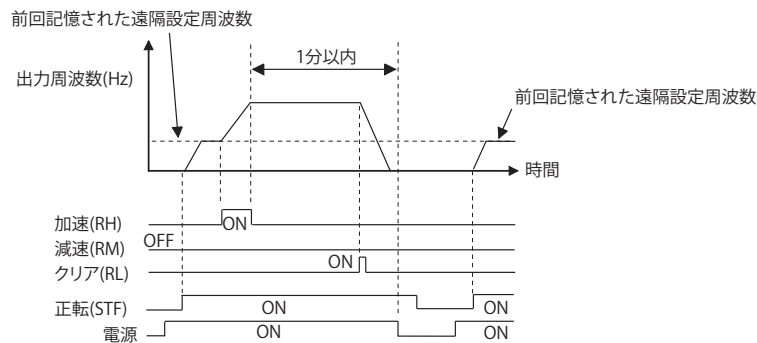 前回記憶された遠隔設定周波数
1分以内
出力周波数(Hz)
前回記憶された遠隔設定周波数
時間
加速(RH)
ON
減速(RM)
OFF
クリア(RL)
ON
正転(STF)
ON
ON
電源
ON
ON